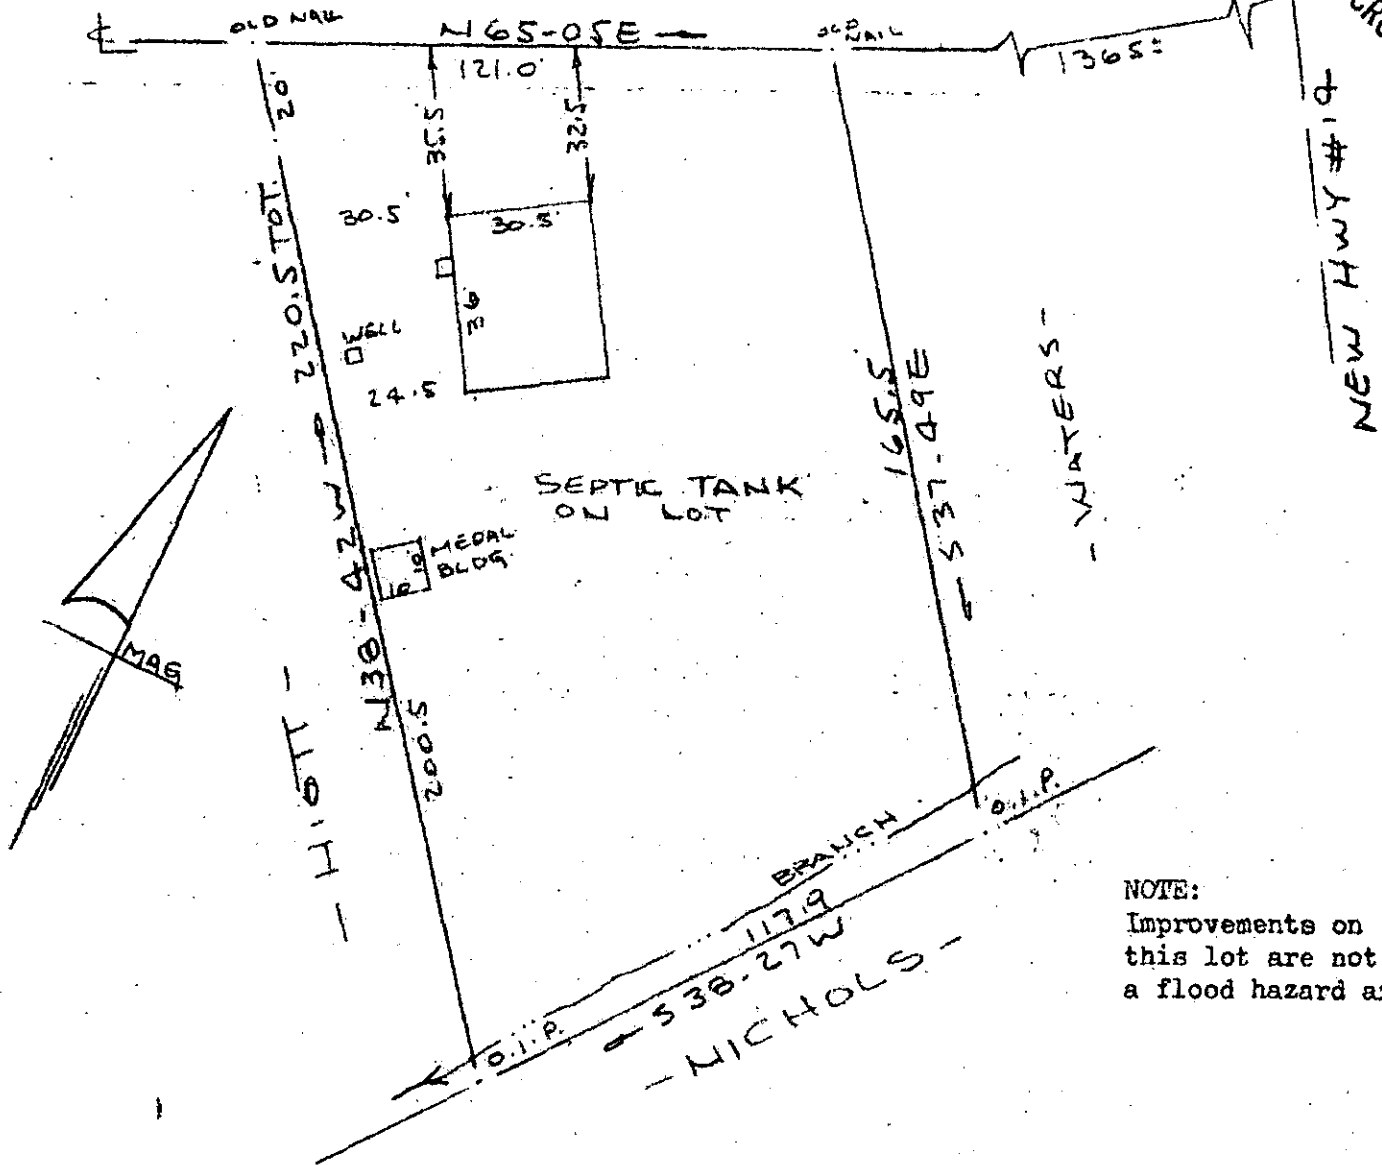 OLD NAIL
N65-05E
OLD NAIL
121.0'
1365±
20'
35.5
32.5
NEW HWY #14
30.5'
30.5'
220.5 TOT.
WELL
36
24.5
165.5
S37-49E
- WATERS -
SEPTIC TANK
ON LOT
N38-42W
MEDAL
BLDG
10
10
MAG
200.5
BRANCH
O.I.P.
117.9
S38-27W
O.I.P.
- NICHOLS -
NOTE:
Improvements on
this lot are not
a flood hazard